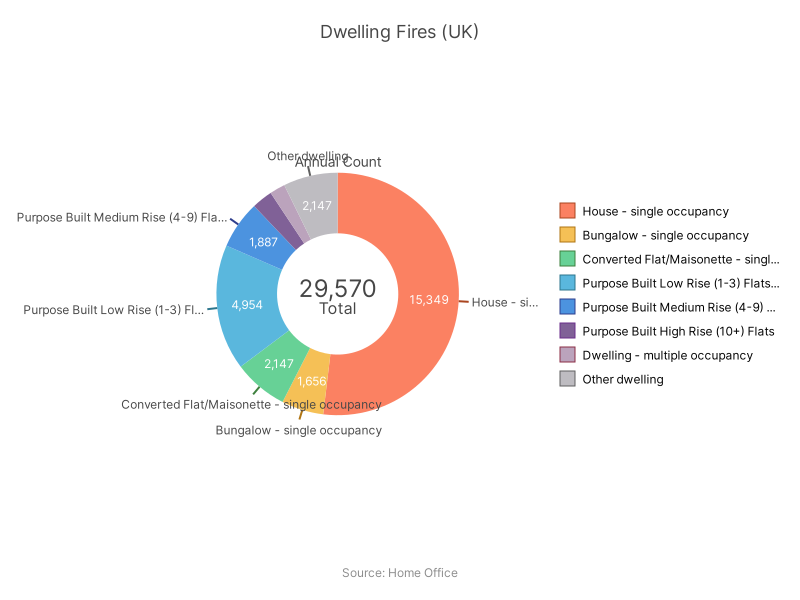 Dwelling Fires (UK)
Other dwelling
Annual Count
2,147
Purpose Built Medium Rise (4-9) Fla...
1,887
House - single occupancy
Bungalow - single occupancy
Converted Flat/Maisonette - singl...
Purpose Built Low Rise (1-3) Flats...
Purpose Built Medium Rise (4-9) ...
Purpose Built High Rise (10+) Flats
Dwelling - multiple occupancy
Other dwelling
29,570
Total
15,349
House - si...
4,954
Purpose Built Low Rise (1-3) Fl...
2,147
1,656
Converted Flat/Maisonette - single occupancy
Bungalow - single occupancy
Source: Home Office